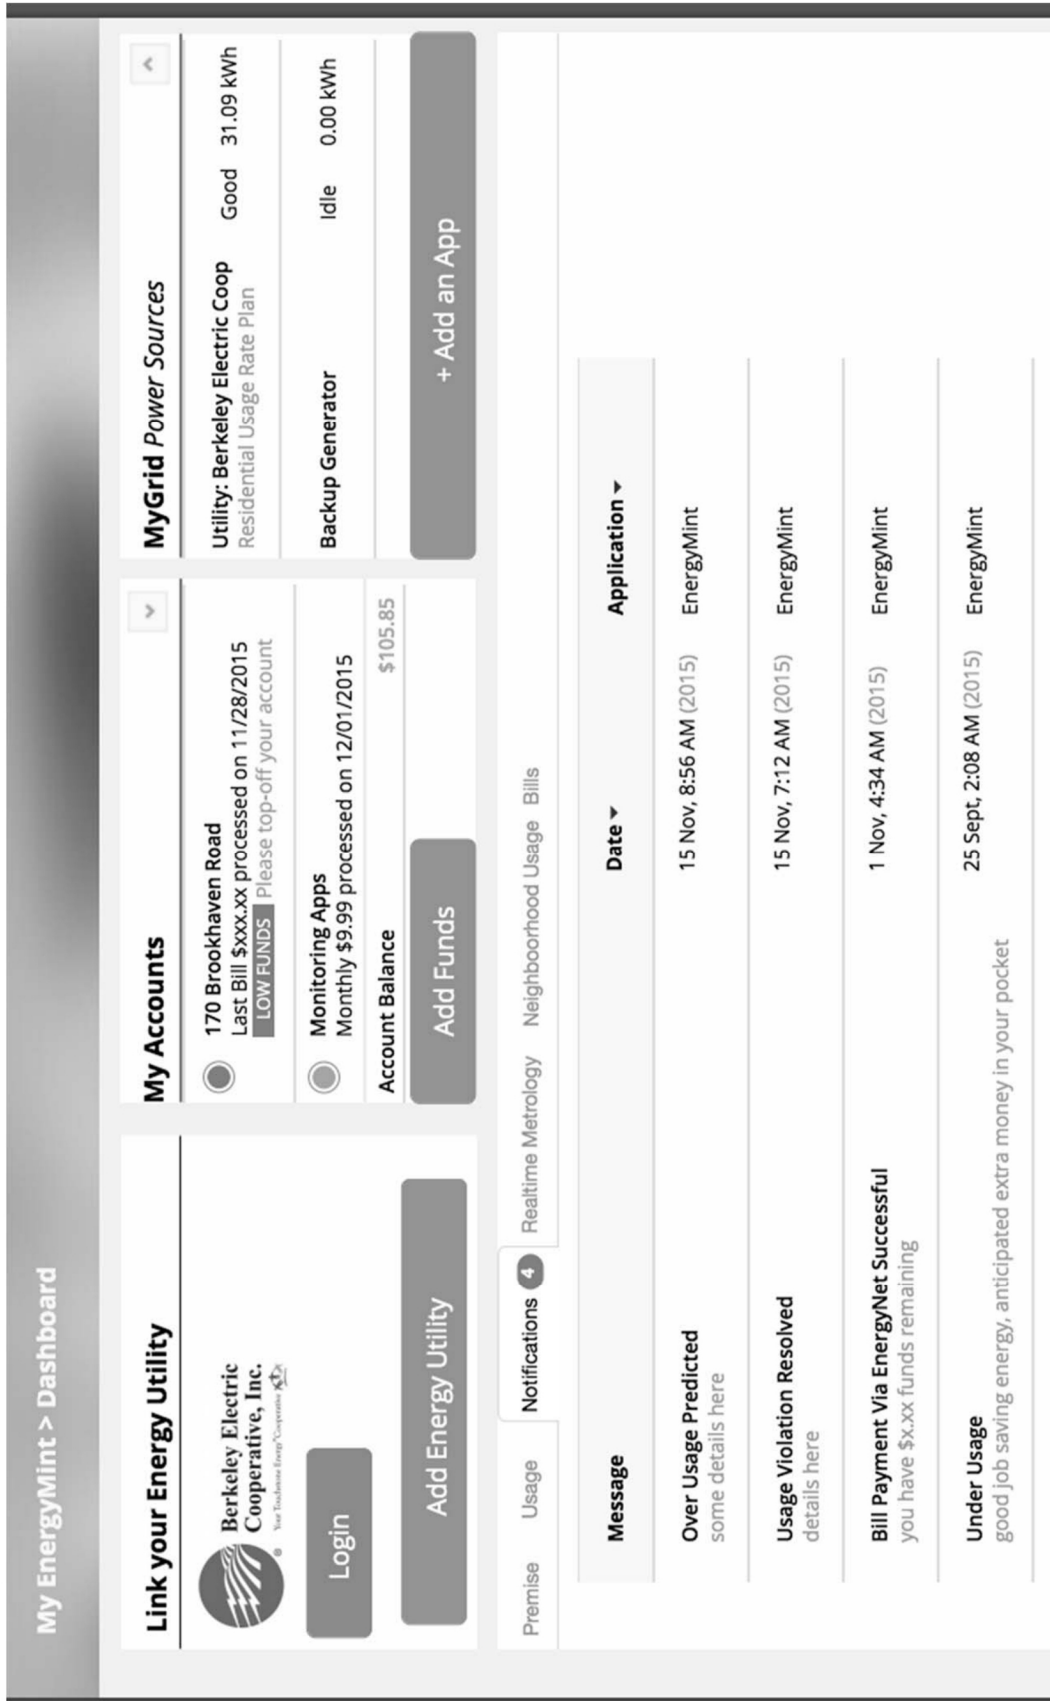 My EnergyMint > Dashboard
Link your Energy Utility
Berkeley Electric
Cooperative, Inc.
Your Touchstone Energy® Cooperative
®
Login
Add Energy Utility
My Accounts
170 Brookhaven Road
Last Bill $xxx.xx processed on 11/28/2015
LOW FUNDS Please top-off your account
Monitoring Apps
Monthly $9.99 processed on 12/01/2015
Account Balance $105.85
Add Funds
MyGrid Power Sources
Utility: Berkeley Electric Coop Good 31.09 kWh
Residential Usage Rate Plan
Backup Generator Idle 0.00 kWh
+ Add an App
Premise Usage Notifications 4 Realtime Metrology Neighboorhood Usage Bills
Message Date Application
Over Usage Predicted 15 Nov, 8:56 AM (2015) EnergyMint
some details here
Usage Violation Resolved 15 Nov, 7:12 AM (2015) EnergyMint
details here
Bill Payment Via EnergyNet Successful 1 Nov, 4:34 AM (2015) EnergyMint
you have $x.xx funds remaining
Under Usage 25 Sept, 2:08 AM (2015) EnergyMint
good job saving energy, anticipated extra money in your pocket